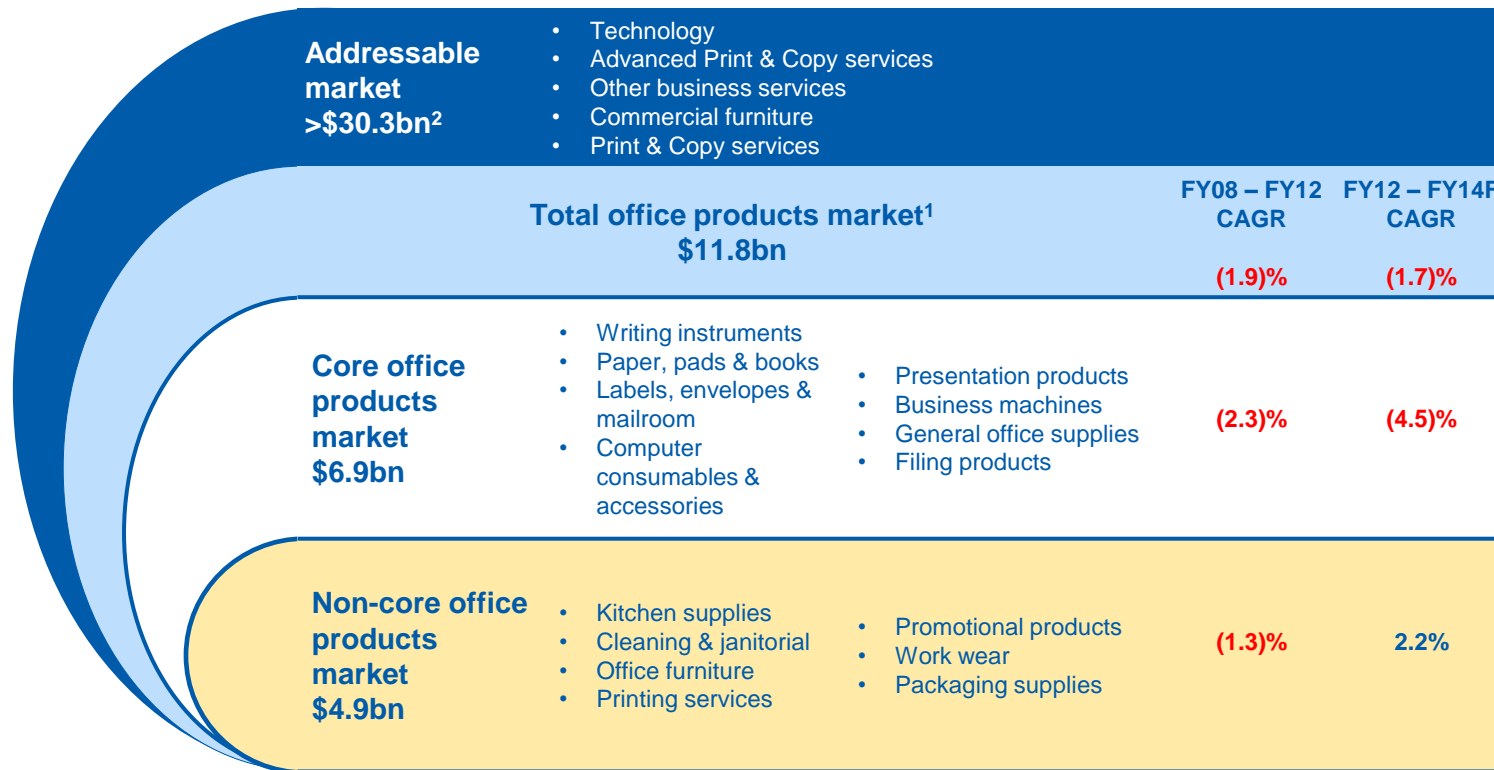 Addressable
market
>$30.3bn²
• Technology
• Advanced Print & Copy services
• Other business services
• Commercial furniture
• Print & Copy services
Total office products market¹
$11.8bn
FY08 – FY12
CAGR
(1.9)%
FY12 – FY14F
CAGR
(1.7)%
Core office
products
market
$6.9bn
• Writing instruments
• Paper, pads & books
• Labels, envelopes &
mailroom
• Computer
consumables &
accessories
• Presentation products
• Business machines
• General office supplies
• Filing products
(2.3)%
(4.5)%
Non-core office
products
market
$4.9bn
• Kitchen supplies
• Cleaning & janitorial
• Office furniture
• Printing services
• Promotional products
• Work wear
• Packaging supplies
(1.3)%
2.2%